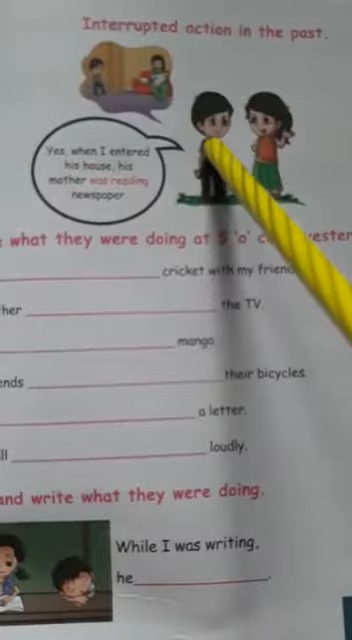 Interrupted action in the past.
Yes, when I entered
his house, his
mother was reading
newspaper
what they were doing at 5 'o'
cricket with my friend
the TV.
mango.
their bicycles.
a letter.
loudly.
and write what they were doing.
While I was writing,
he